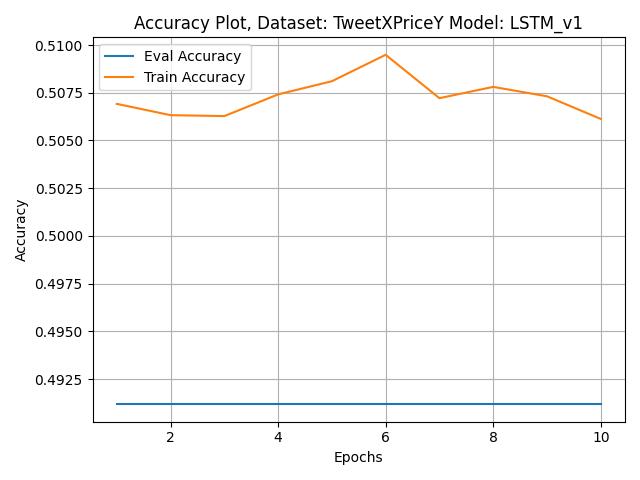 Accuracy Plot, Dataset: TweetXPriceY Model: LSTM_v1
Eval Accuracy
Train Accuracy
0.5100
0.5075
0.5050
0.5025
0.5000
0.4975
0.4950
0.4925
Accuracy
2 4 6 8 10
Epochs